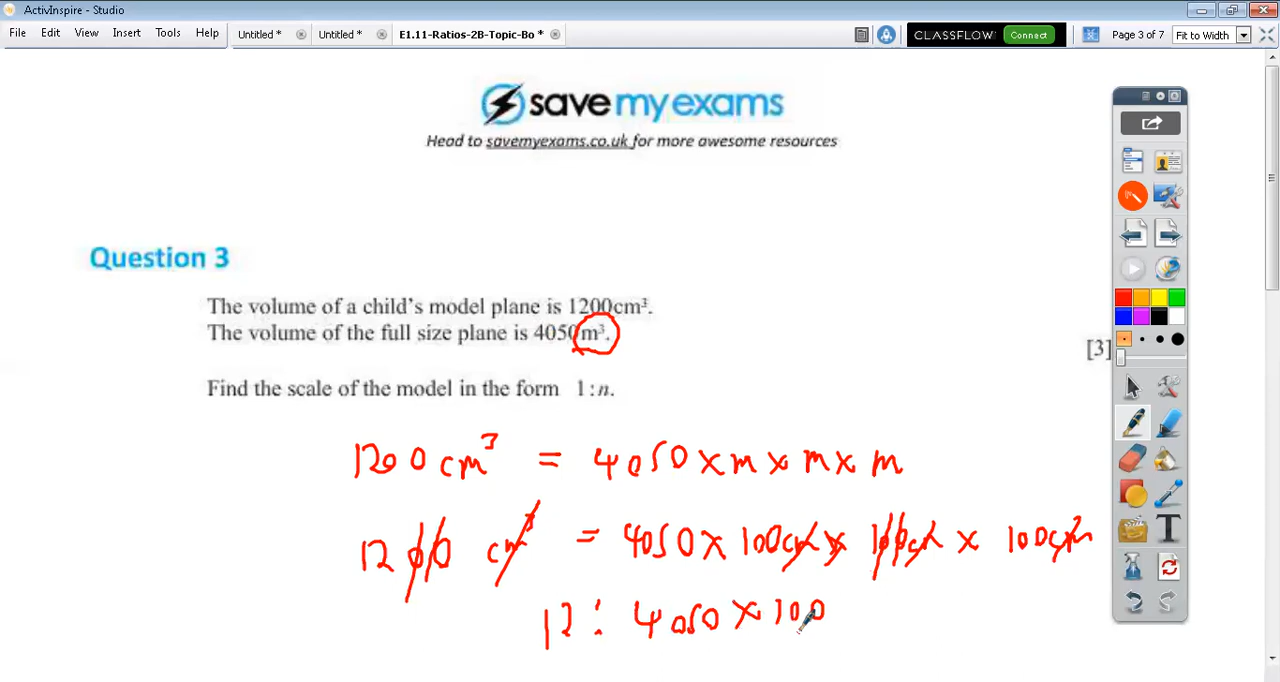 ActivInspire - Studio
File Edit View Insert Tools Help Untitled * Untitled * E1.11-Ratios-2B-Topic-Bo * CLASSFLOW Connect Page 3 of 7 Fit to Width
save my exams
Head to savemyexams.co.uk for more awesome resources
Question 3
The volume of a child's model plane is 1200cm³.
The volume of the full size plane is 4050m³.
[3]
Find the scale of the model in the form 1:n.
1200 cm³ = 4050 × m × m × m
1200 cm³ = 4050 × 100cm × 100cm × 100cm
12 : 4050 × 100
T